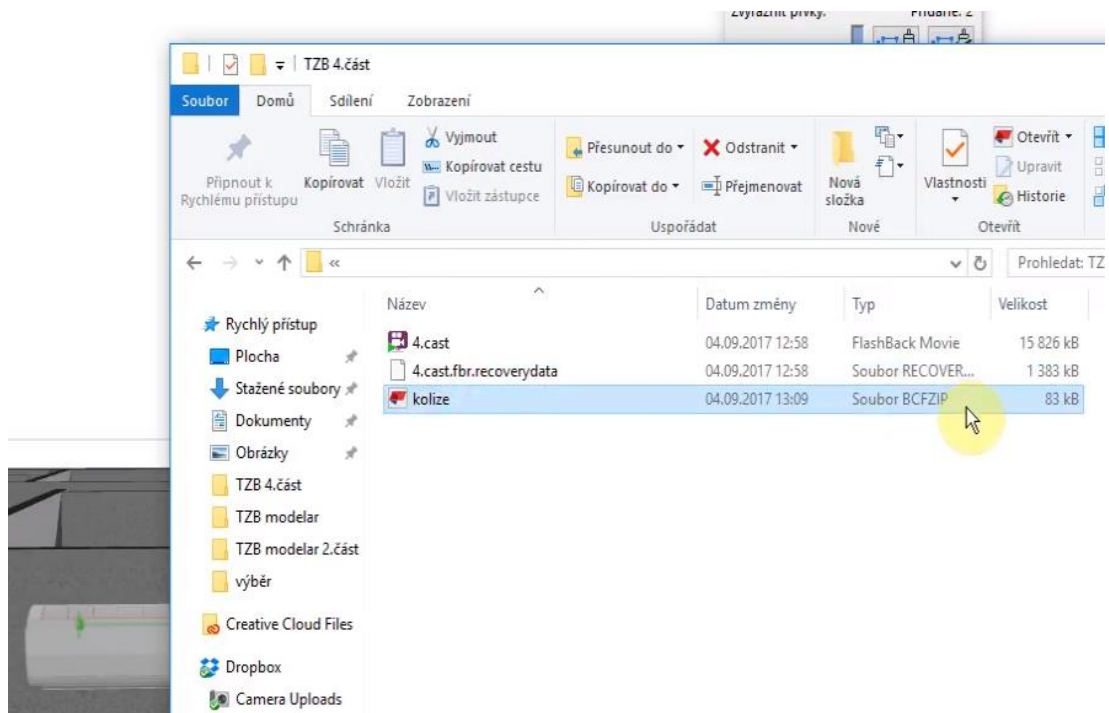 Zvýraznit prvky: Přidané: 2
TZB 4.část
Soubor Domů Sdílení Zobrazení
Připnout k
Rychlému přístupu
Kopírovat
Vložit
Vyjmout
Kopírovat cestu
Vložit zástupce
Schránka
Přesunout do
Kopírovat do
Odstranit
Přejmenovat
Uspořádat
Nová
složka
Nové
Vlastnosti
Otevřít
Upravit
Historie
Otevřít
«
Prohledat: TZ
Název Datum změny Typ Velikost
4.cast 04.09.2017 12:58 FlashBack Movie 15 826 kB
4.cast.fbr.recoverydata 04.09.2017 12:58 Soubor RECOVER... 1 383 kB
kolize 04.09.2017 13:09 Soubor BCFZIP 83 kB
Rychlý přístup
Plocha
Stažené soubory
Dokumenty
Obrázky
TZB 4.část
TZB modelar
TZB modelar 2.část
výběr
Creative Cloud Files
Dropbox
Camera Uploads